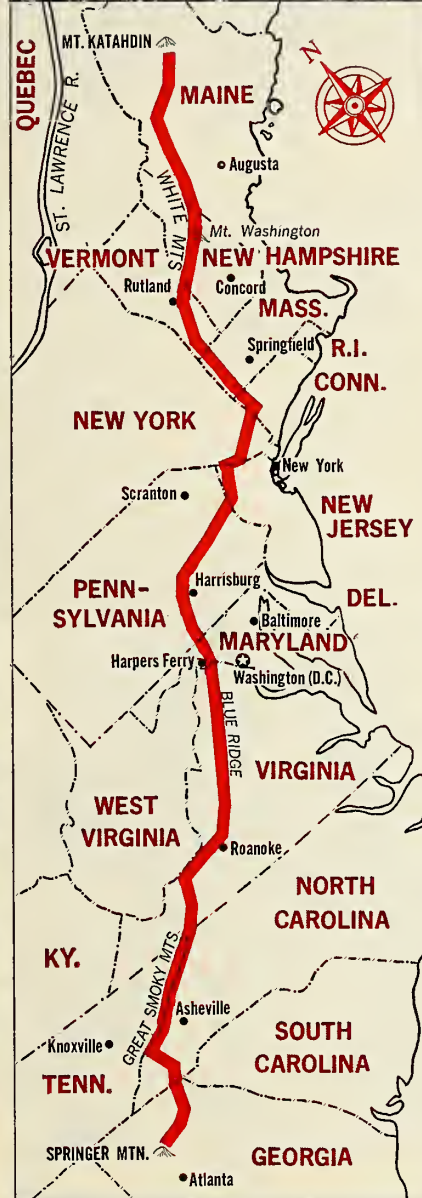 MT. KATAHDIN
N
QUEBEC
MAINE
ST. LAWRENCE R.
Augusta
WHITE MTS.
Mt. Washington
VERMONT
NEW HAMPSHIRE
Rutland
Concord
MASS.
Springfield
R.I.
CONN.
NEW YORK
New York
Scranton
NEW
JERSEY
PENN-
SYLVANIA
Harrisburg
DEL.
Baltimore
MARYLAND
Harpers Ferry
Washington (D.C.)
BLUE RIDGE
VIRGINIA
WEST
VIRGINIA
Roanoke
NORTH
CAROLINA
KY.
GREAT SMOKY MTS.
Asheville
Knoxville
SOUTH
CAROLINA
TENN.
SPRINGER MTN.
GEORGIA
Atlanta